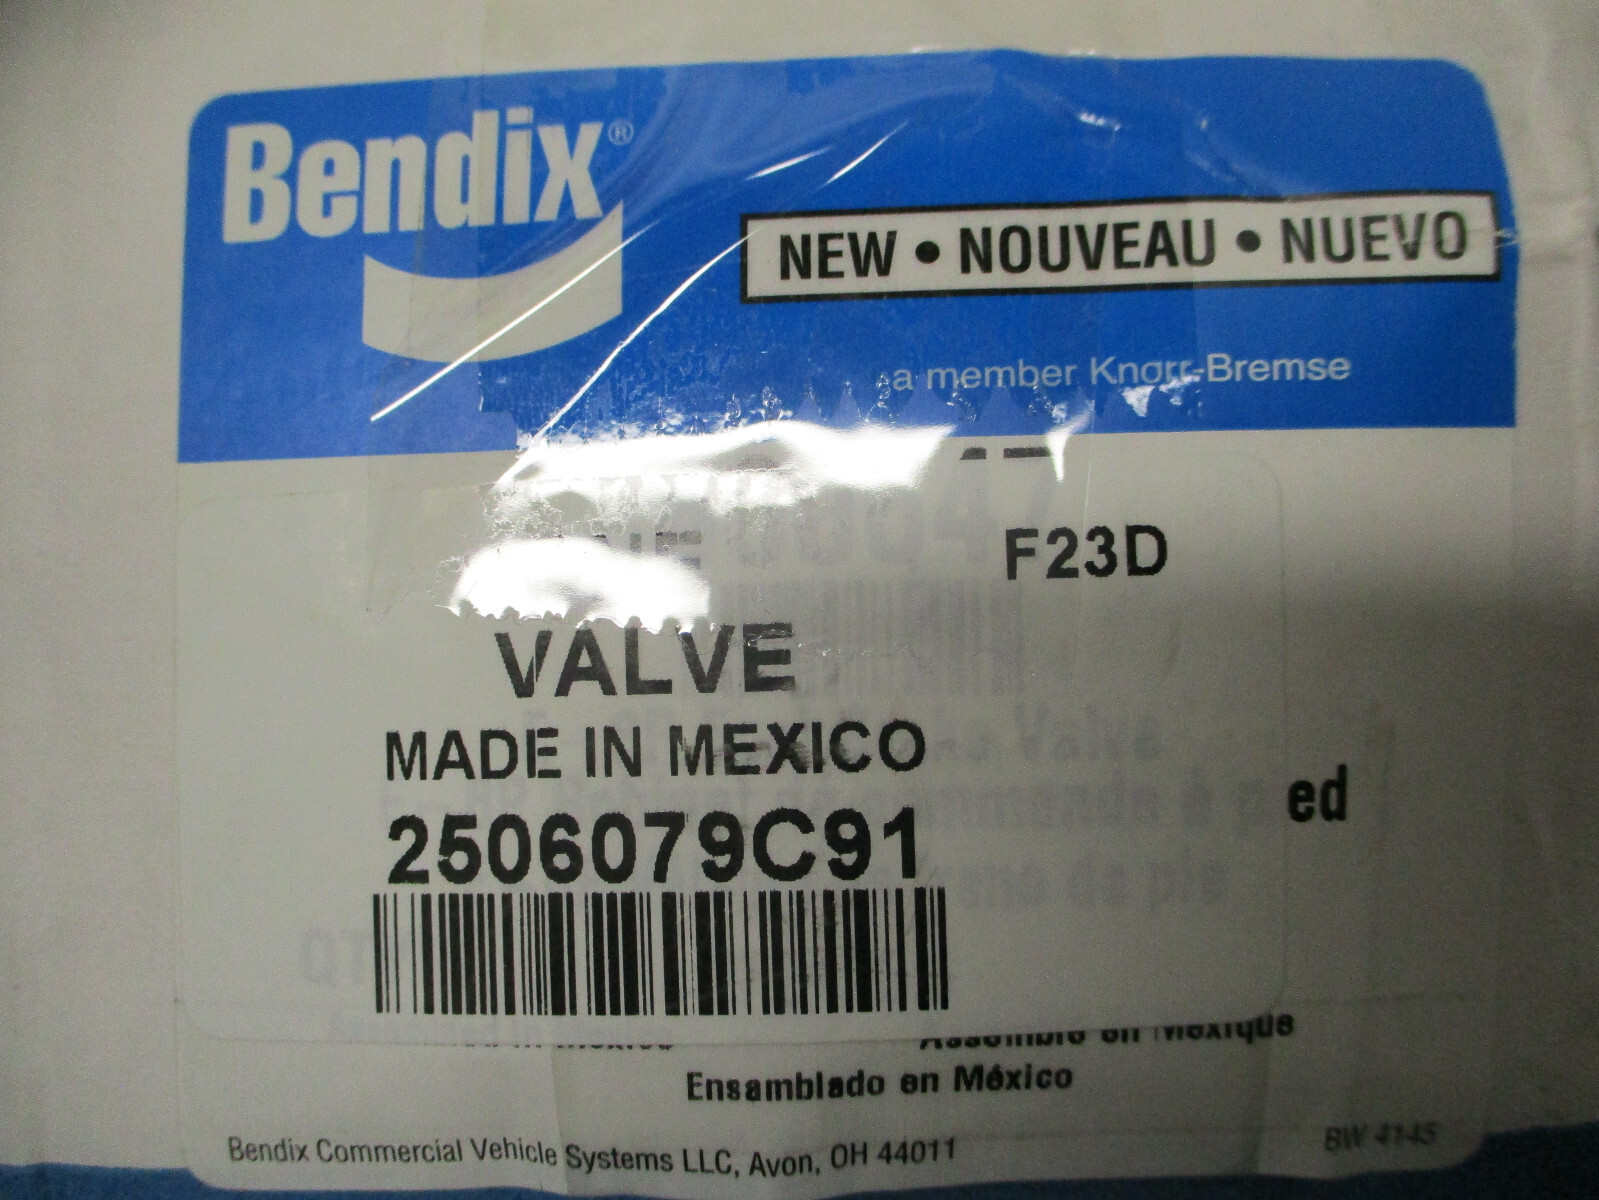 Bendix®
NEW • NOUVEAU • NUEVO
a member Knorr-Bremse
F23D
VALVE
MADE IN MEXICO
Valve
ed
2506079C91
Assemblé en Mexique
Ensamblado en México
Bendix Commercial Vehicle Systems LLC, Avon, OH 44011
BW 4145